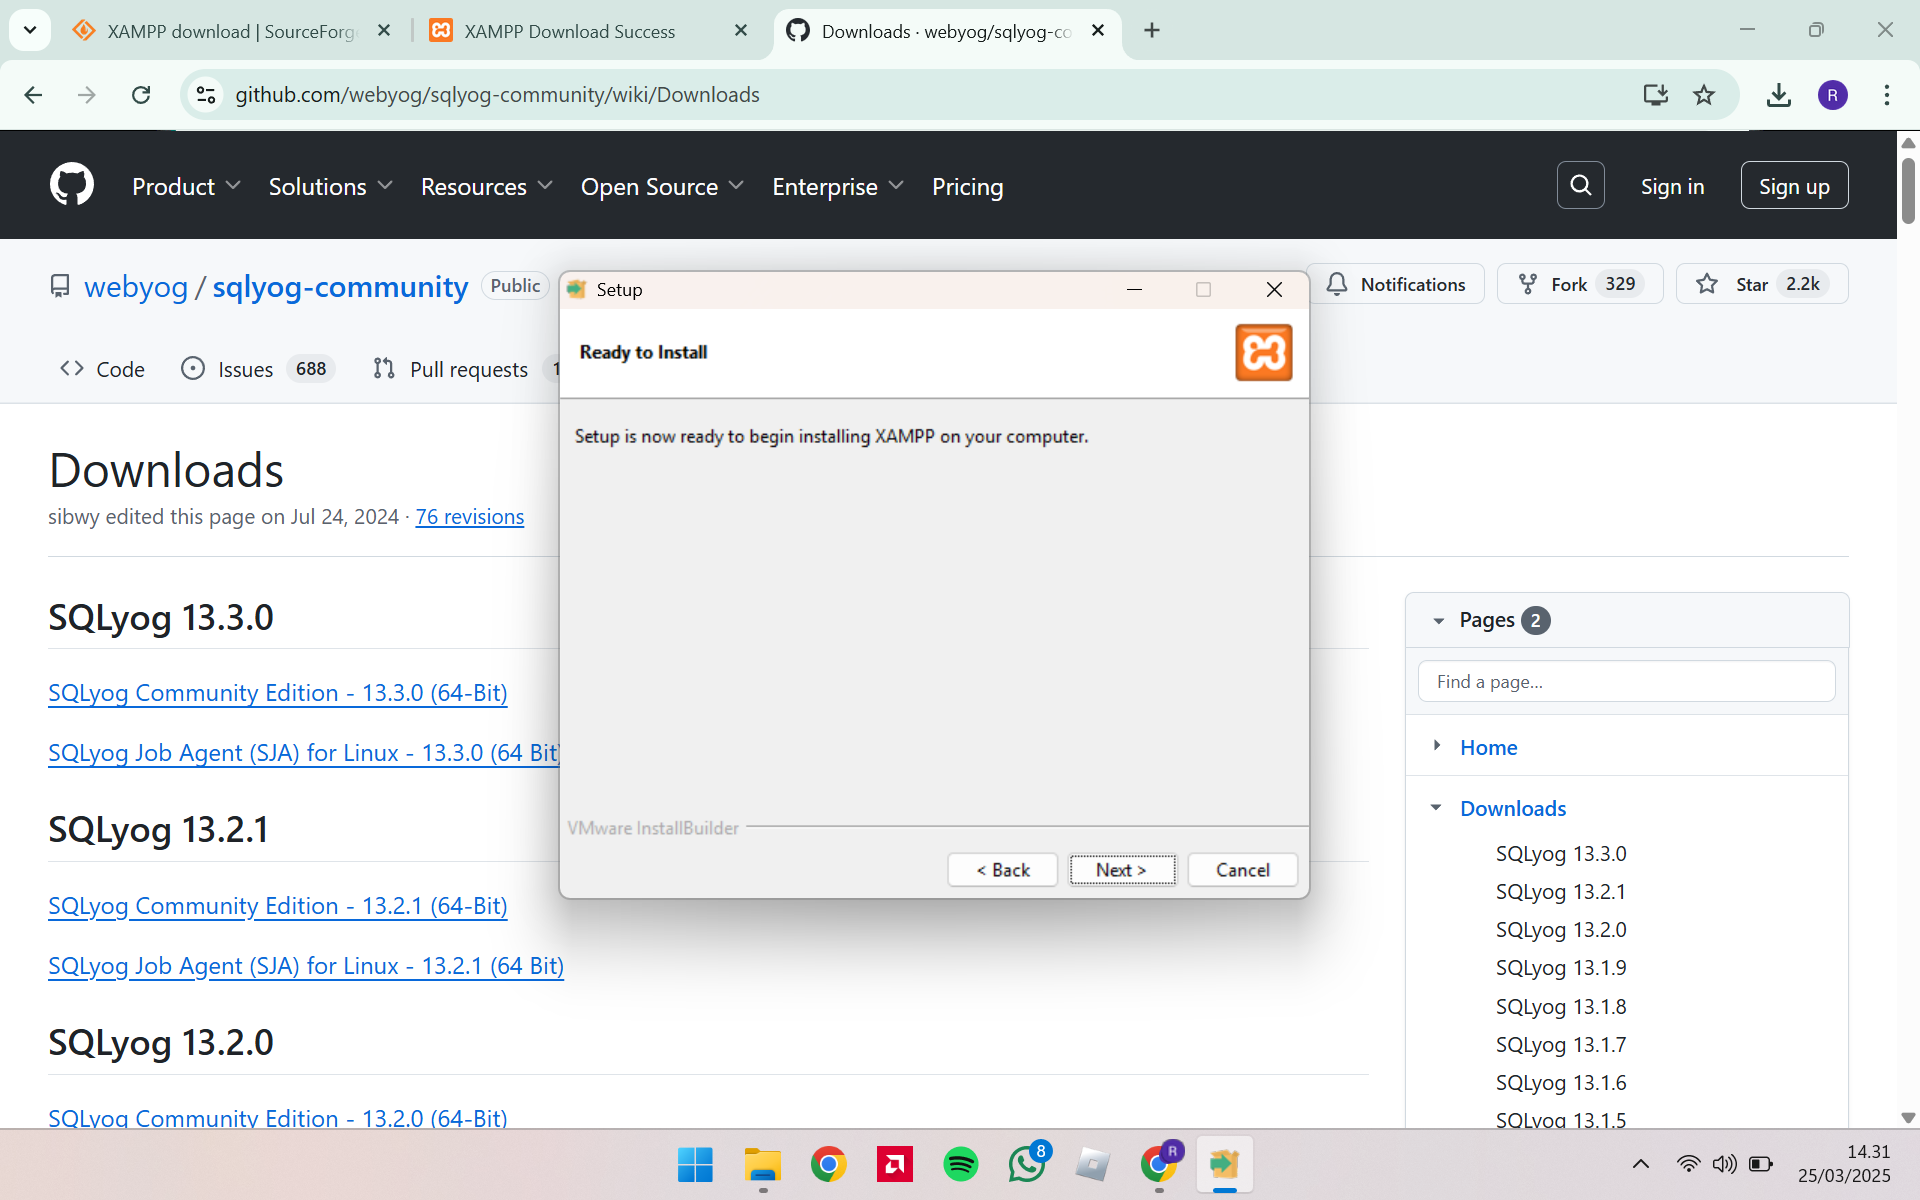 XAMPP download | SourceForge
XAMPP Download Success
Downloads · webyog/sqlyog-co
github.com/webyog/sqlyog-community/wiki/Downloads
R
Product
Solutions
Resources
Open Source
Enterprise
Pricing
Sign in
Sign up
webyog / sqlyog-community
Public
Notifications
Fork 329
Star 2.2k
Code
Issues 688
Pull requests 1
Setup
Ready to Install
Setup is now ready to begin installing XAMPP on your computer.
VMware InstallBuilder
< Back
Next >
Cancel
Downloads
sibwy edited this page on Jul 24, 2024 · 76 revisions
SQLyog 13.3.0
SQLyog Community Edition - 13.3.0 (64-Bit)
SQLyog Job Agent (SJA) for Linux - 13.3.0 (64 Bit)
SQLyog 13.2.1
SQLyog Community Edition - 13.2.1 (64-Bit)
SQLyog Job Agent (SJA) for Linux - 13.2.1 (64 Bit)
SQLyog 13.2.0
SQLyog Community Edition - 13.2.0 (64-Bit)
Pages 2
Find a page...
Home
Downloads
SQLyog 13.3.0
SQLyog 13.2.1
SQLyog 13.2.0
SQLyog 13.1.9
SQLyog 13.1.8
SQLyog 13.1.7
SQLyog 13.1.6
SQLyog 13.1.5
8
R
14.31
25/03/2025